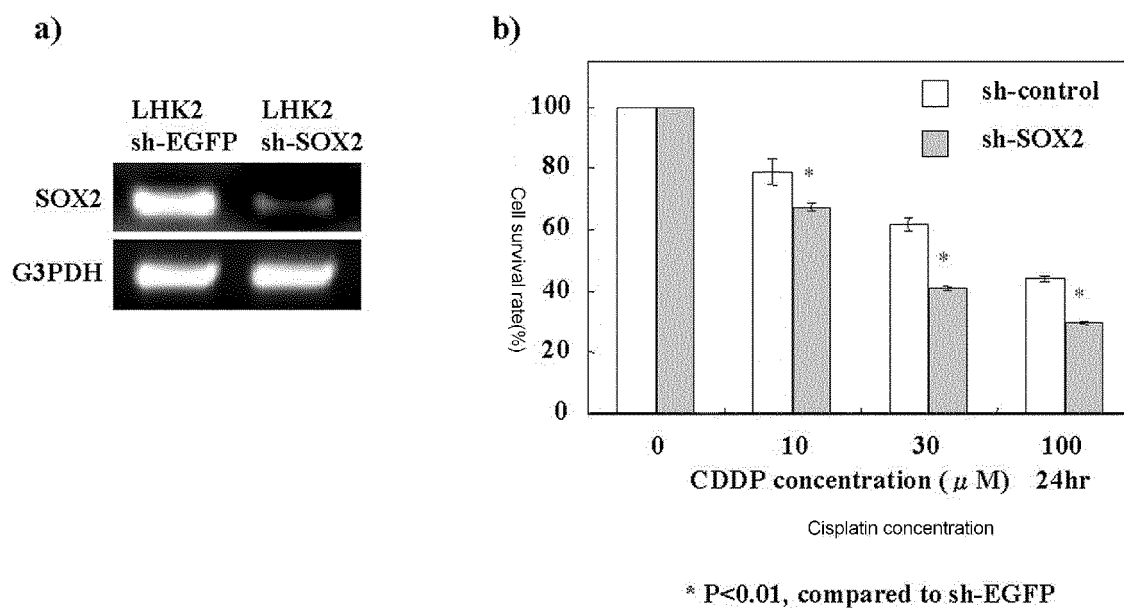 a)
LHK2 LHK2
sh-EGFP sh-SOX2
SOX2
G3PDH
b)
sh-control
sh-SOX2
Cell survival rate(%)
100
80
60
40
20
0
*
*
*
0 10 30 100
CDDP concentration ( μ M) 24hr
Cisplatin concentration
* P<0.01, compared to sh-EGFP